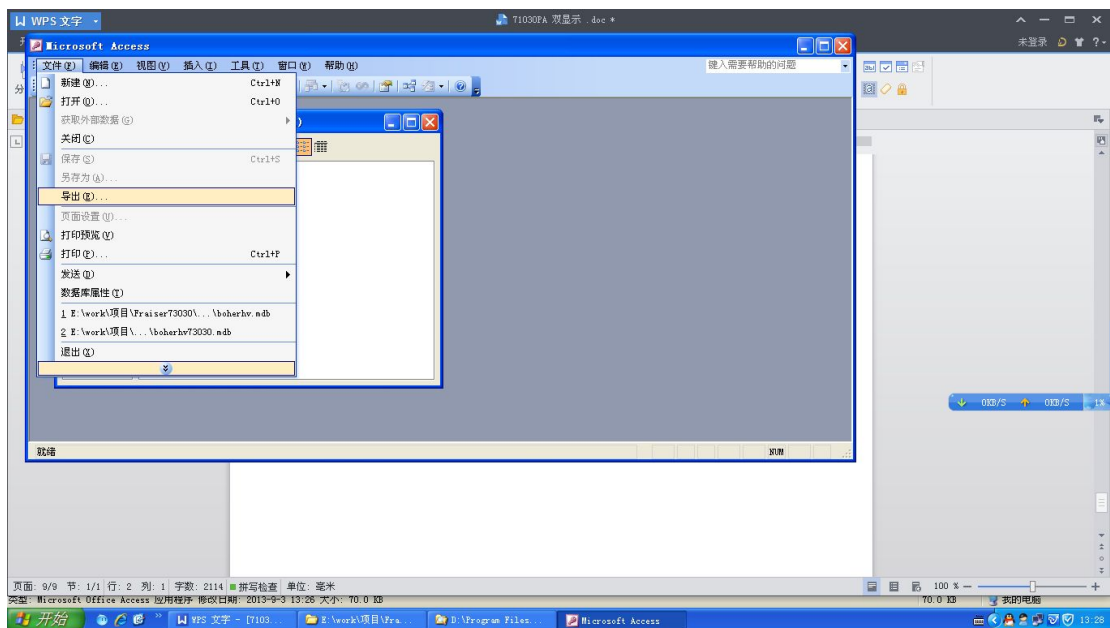 WPS 文字
71030PA 双显示 .doc *
未登录
Microsoft Access
文件(F) 编辑(E) 视图(V) 插入(I) 工具(T) 窗口(W) 帮助(H)
键入需要帮助的问题
新建(N)... Ctrl+N
打开(O)... Ctrl+O
获取外部数据(G)
关闭(C)
保存(S) Ctrl+S
另存为(A)...
导出(E)...
页面设置(U)...
打印预览(V)
打印(P)... Ctrl+P
发送(D)
数据库属性(I)
1 E:\work\项目\Fraiser73030\...\boherhv.mdb
2 E:\work\项目\...\boherhv73030.mdb
退出(X)
0KB/S 0KB/S 1%
就绪
NUM
页面: 9/9 节: 1/1 行: 2 列: 1 字数: 2114 拼写检查 单位: 毫米
100 %
类型: Microsoft Office Access 应用程序 修改日期: 2013-9-3 13:26 大小: 70.0 KB
70.0 KB 我的电脑
开始
WPS 文字 - [7103...
E:\work\项目\Fra...
D:\Program Files...
Microsoft Access
13:28